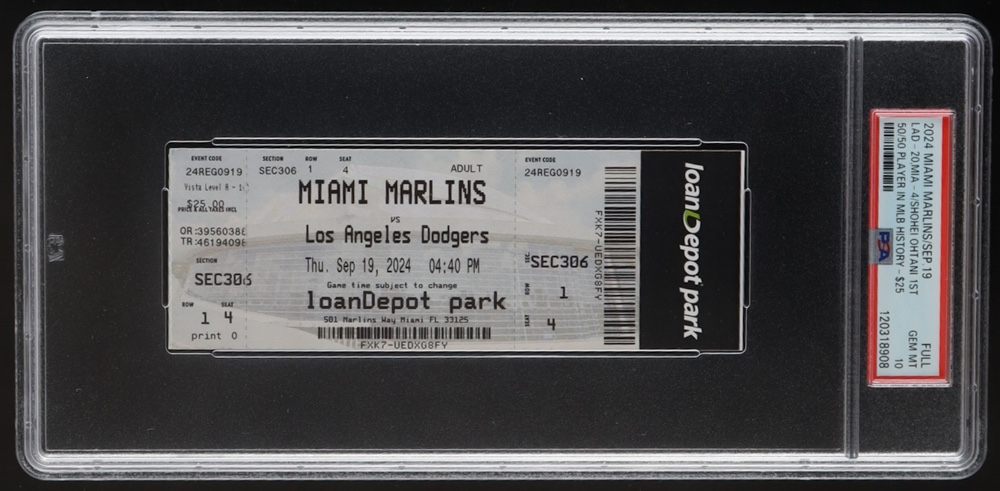 EVENT CODE
24REG0919
SECTION ROW SEAT
SEC306 1 4
ADULT
Vista Level R -
$25.00
PRICE & ALL TAXES INCL
OR:3956038
TR:4619409
SECTION
SEC306
ROW SEAT
1 4
print 0
MIAMI MARLINS
vs
Los Angeles Dodgers
Thu. Sep 19, 2024 04:40 PM
Game time subject to change
loanDepot park
501 Marlins Way Miami FL 33125
FXK7-UEDXG8FY
EVENT CODE
24REG0919
SEC306
ROW 1
4
FXK7-UEDXG8FY
loanDepot park
2024 MIAMI MARLINS/SEP 19
LAD - 20,MIA - 4/SHOHEI OHTANI 1ST
50/50 PLAYER IN MLB HISTORY - $25
PSA
FULL
GEM MT
10
120318908